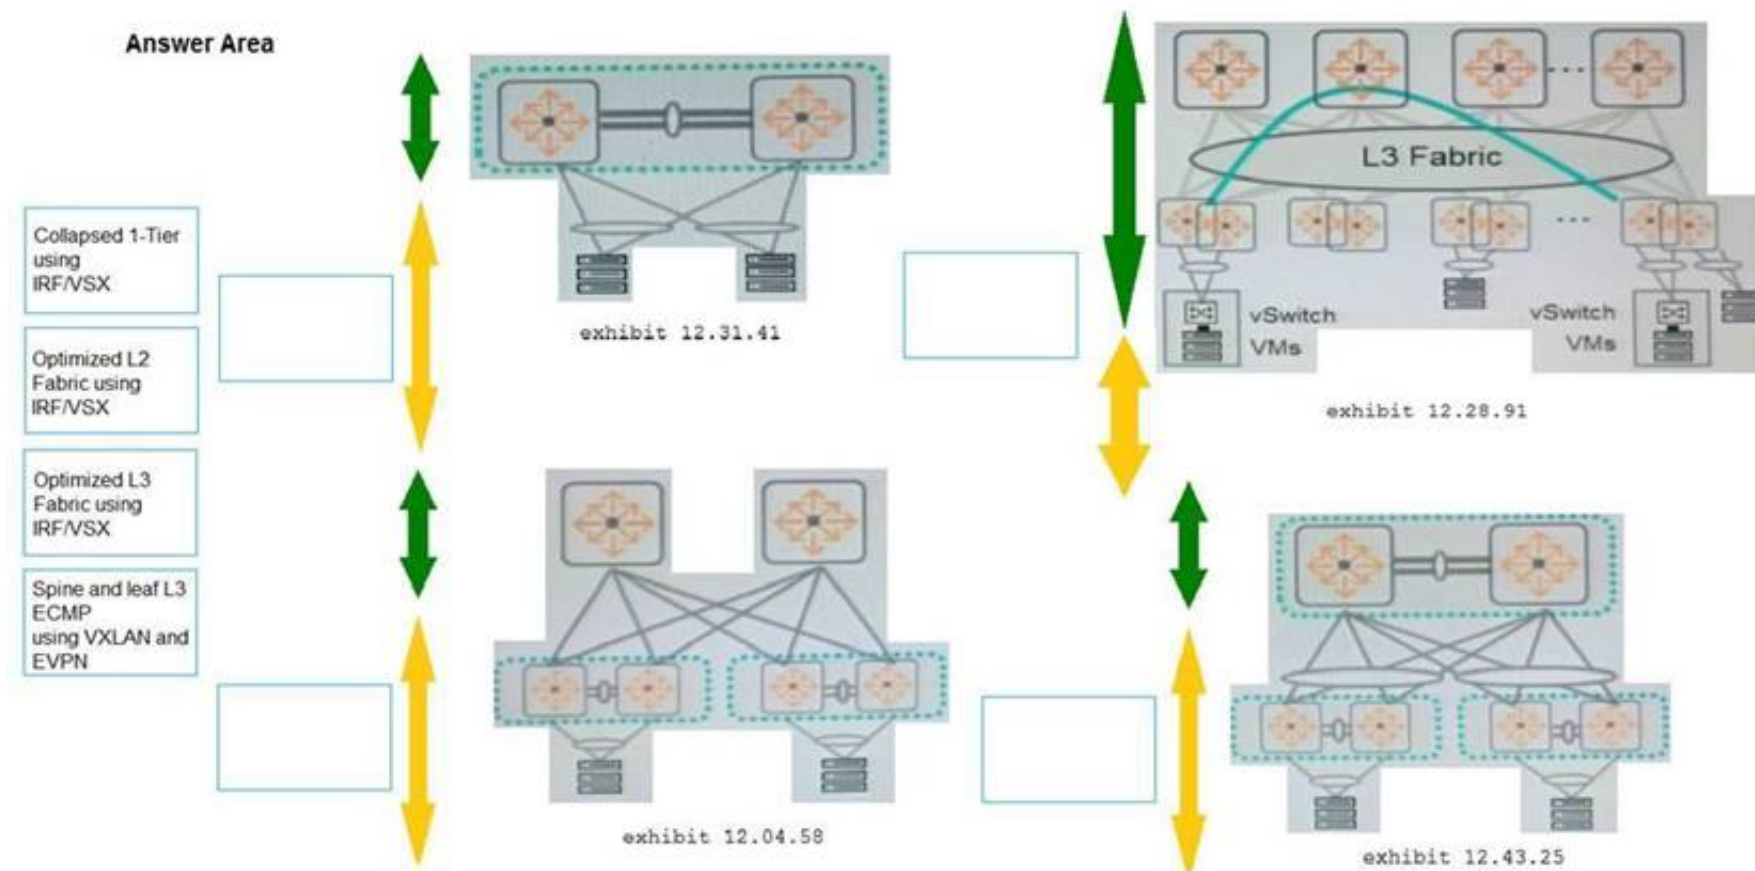 Answer Area
Collapsed 1-Tier
using
IRF/VSX
Optimized L2
Fabric using
IRF/VSX
Optimized L3
Fabric using
IRF/VSX
Spine and leaf L3
ECMP
using VXLAN and
EVPN
exhibit 12.31.41
L3 Fabric
vSwitch
VMs
vSwitch
VMs
exhibit 12.28.91
exhibit 12.04.58
exhibit 12.43.25